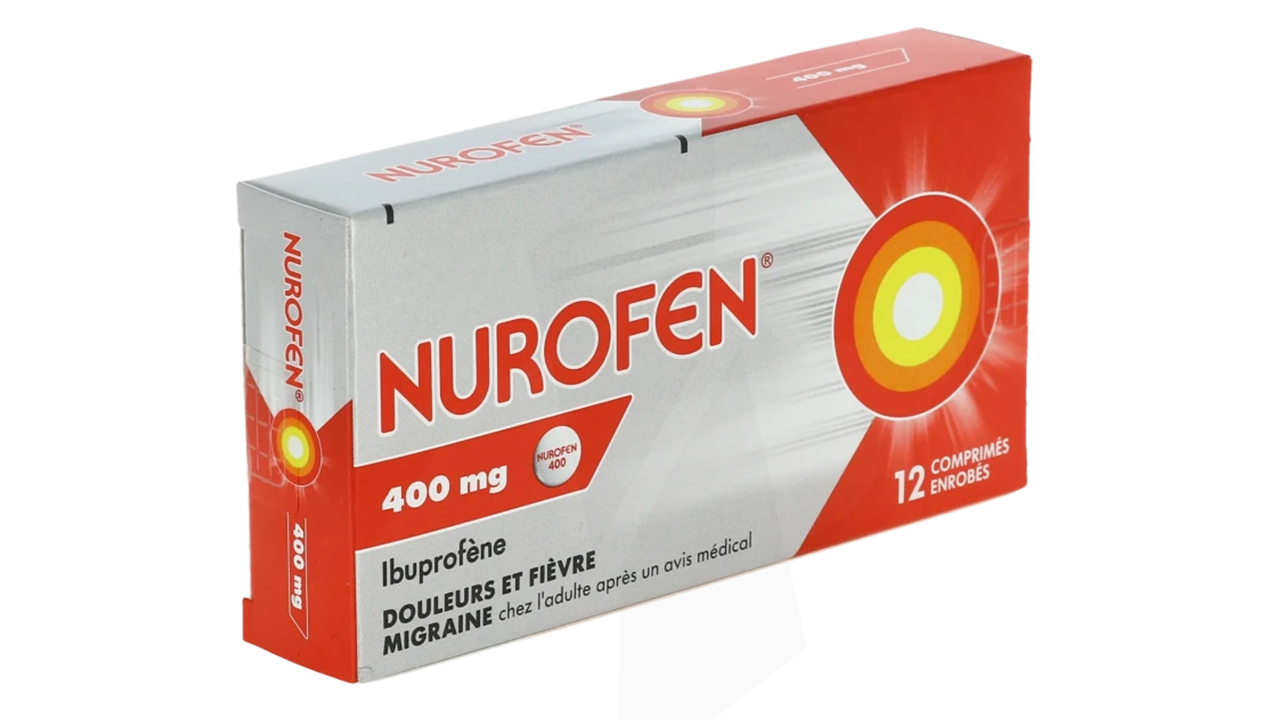 NUROFEN®
400 mg
NUROFEN®
400 mg
NUROFEN®
400 mg
NUROFEN
400
Ibuprofène
DOULEURS ET FIÈVRE
MIGRAINE chez l'adulte après un avis médical
12 COMPRIMÉS
ENROBÉS